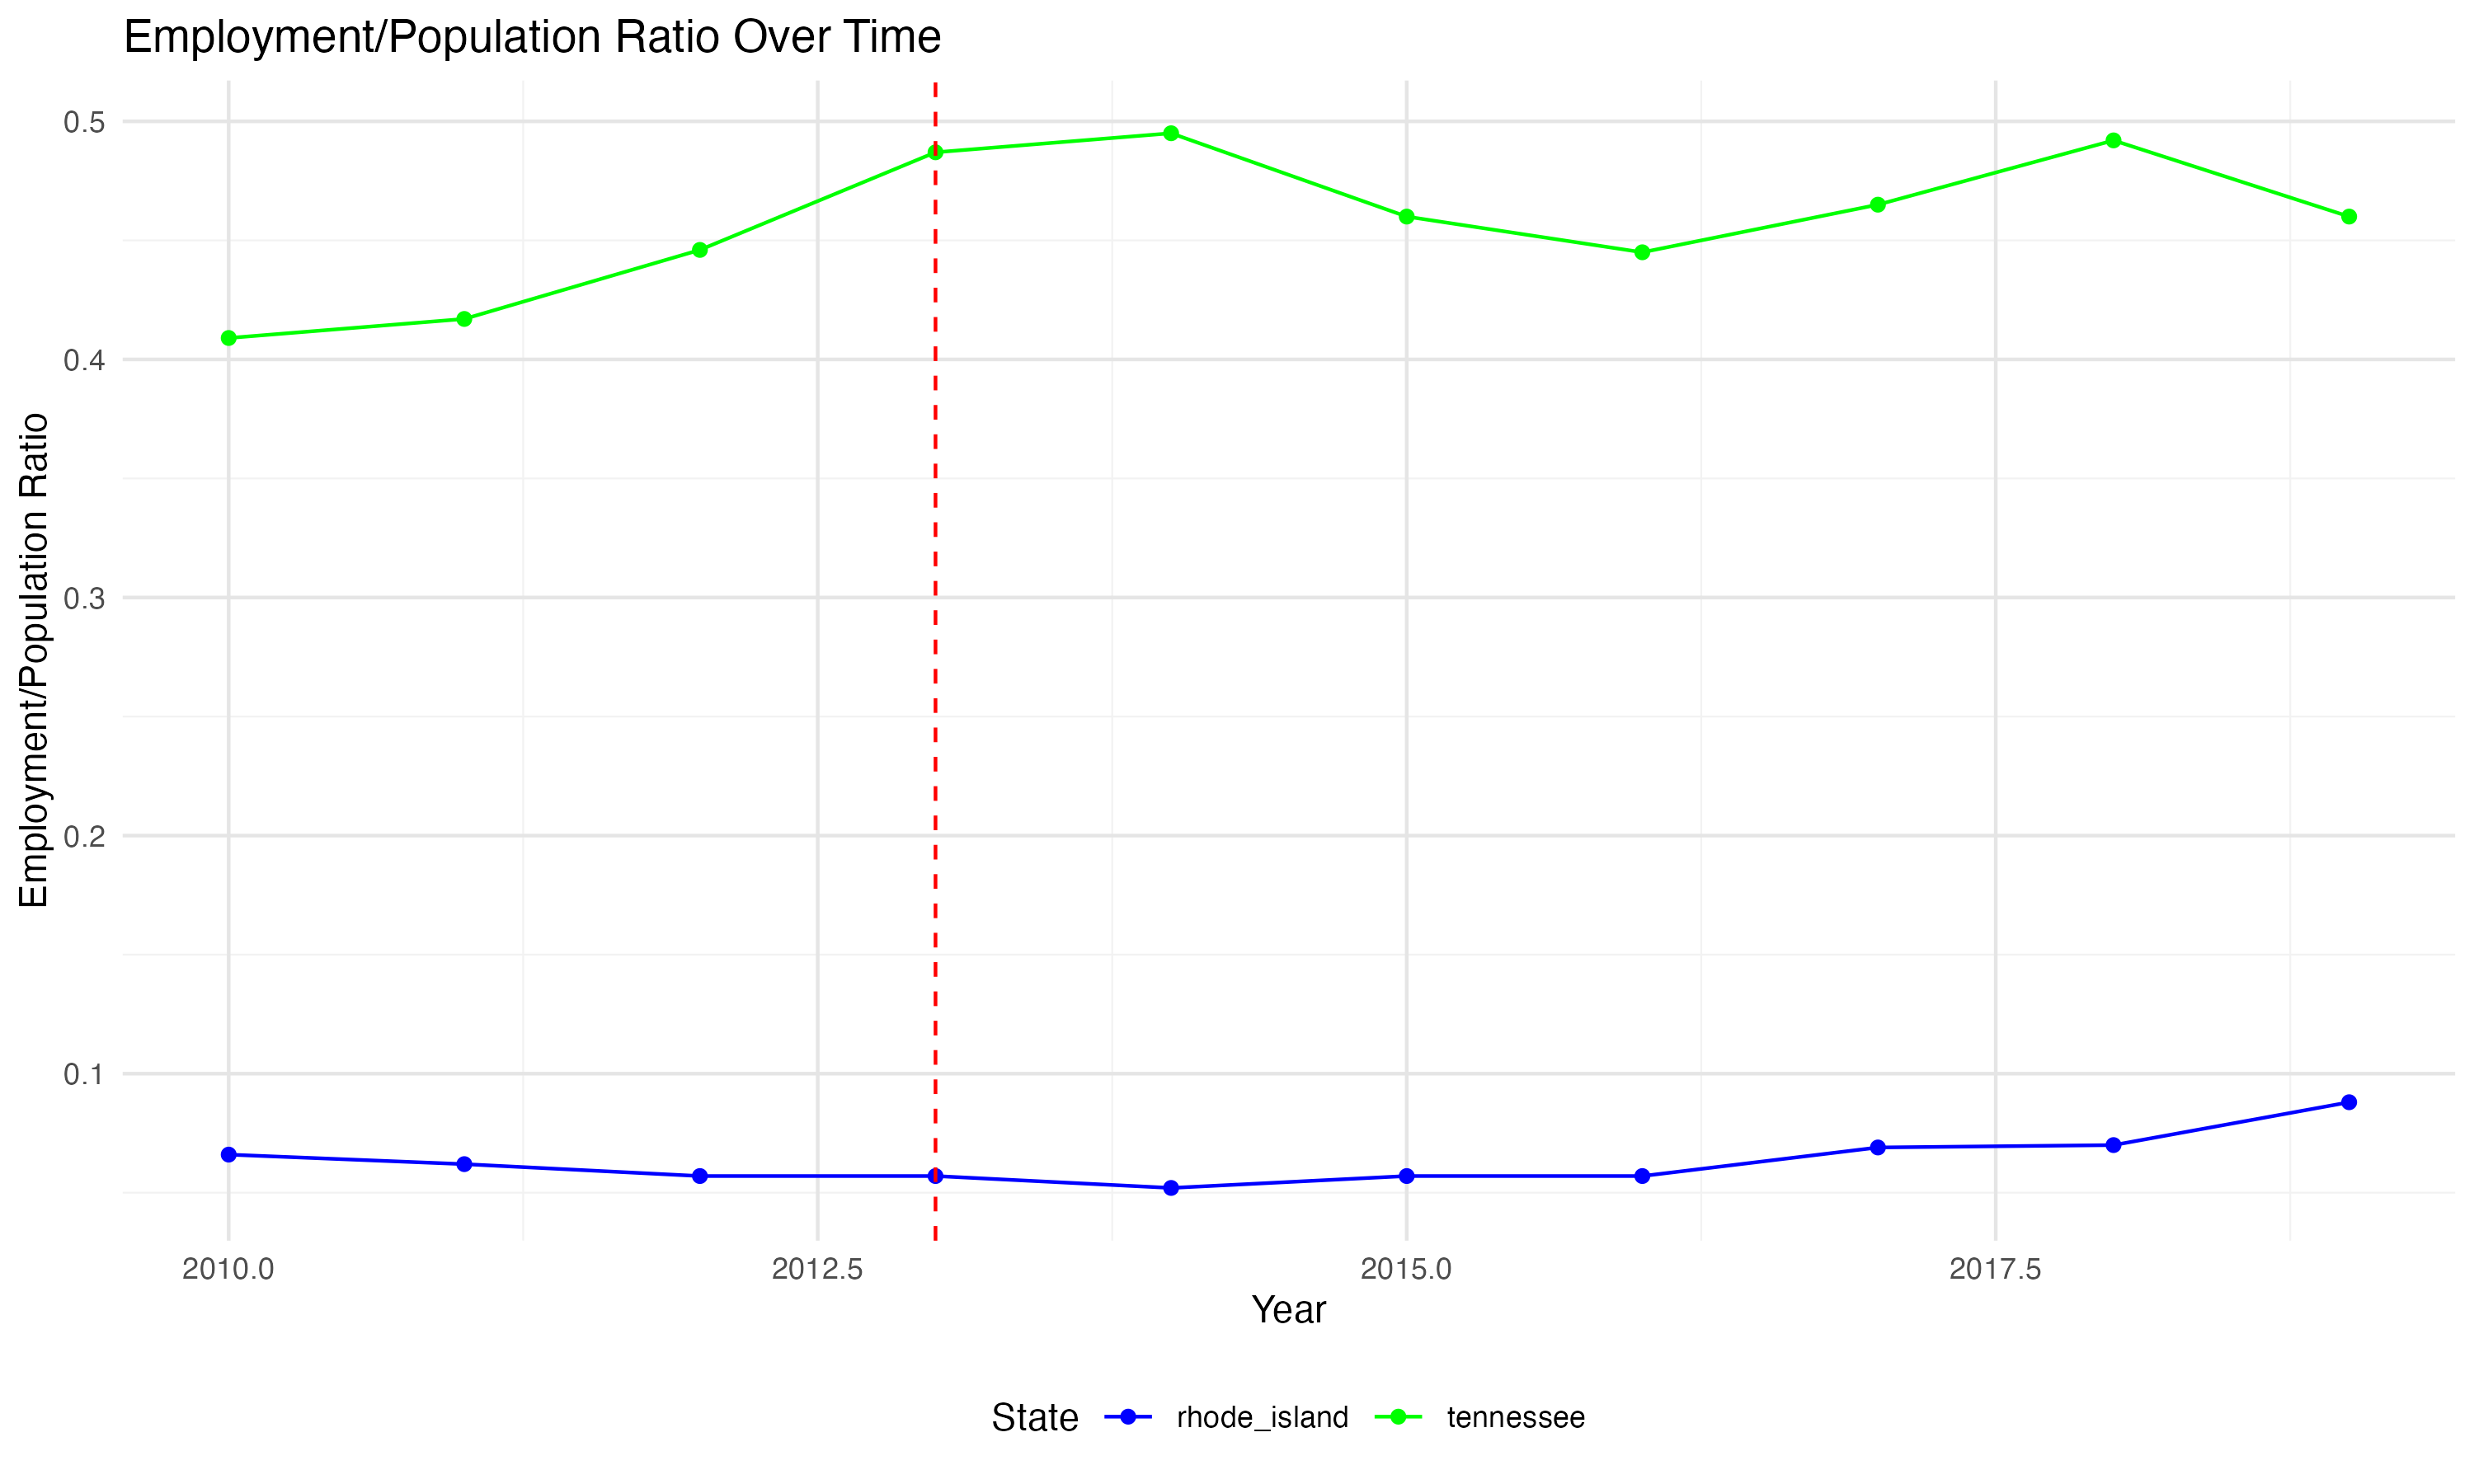 Employment/Population Ratio Over Time
Employment/Population Ratio
0.5
0.4
0.3
0.2
0.1
2010.0 2012.5 2015.0 2017.5
Year
State rhode_island tennessee